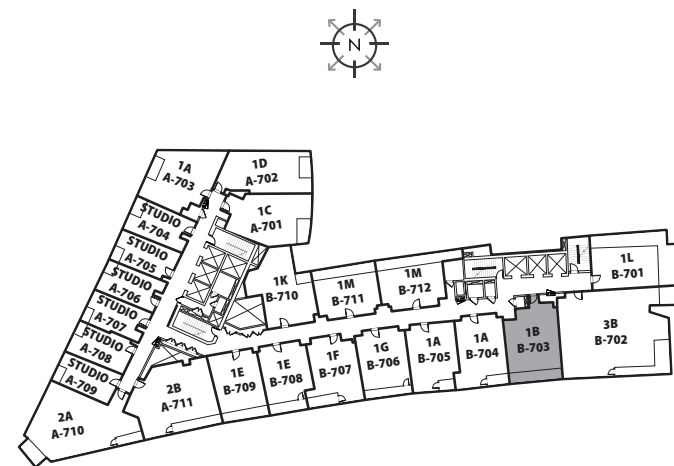 N
1A
A-703
1D
A-702
1C
A-701
STUDIO
A-704
STUDIO
A-705
STUDIO
A-706
STUDIO
A-707
STUDIO
A-708
STUDIO
A-709
2A
A-710
2B
A-711
1K
B-710
1M
B-711
1M
B-712
1L
B-701
1E
B-709
1E
B-708
1F
B-707
1G
B-706
1A
B-705
1A
B-704
1B
B-703
3B
B-702